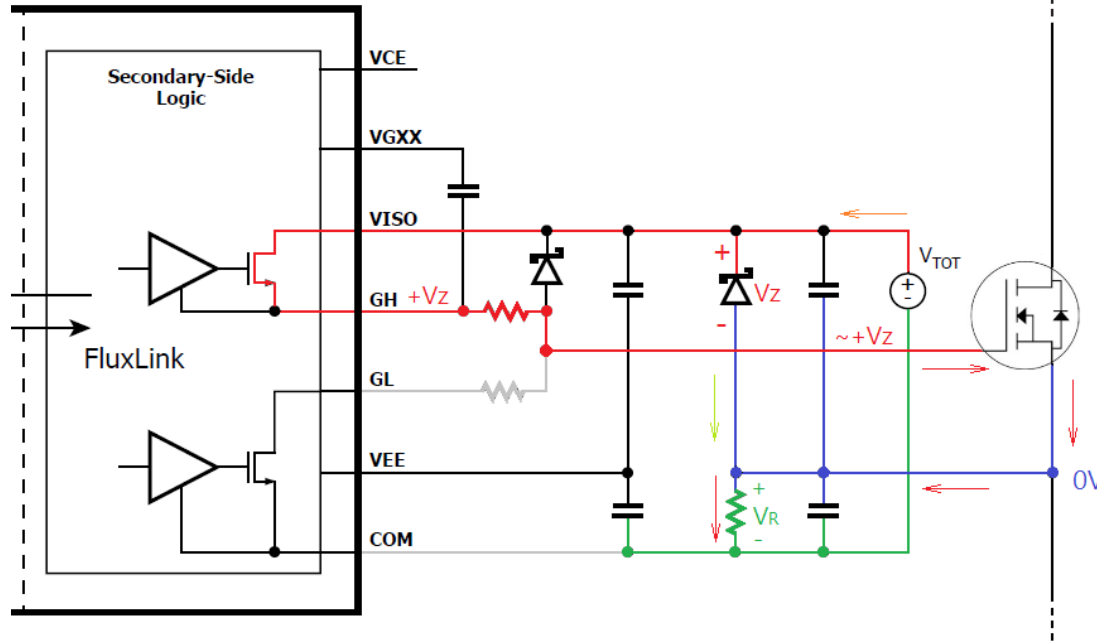 VCE
Secondary-Side
Logic
VGXX
VISO
+
VTOT
+
-
GH
+VZ
VZ
-
~+VZ
FluxLink
GL
VEE
0V
+
VR
-
COM